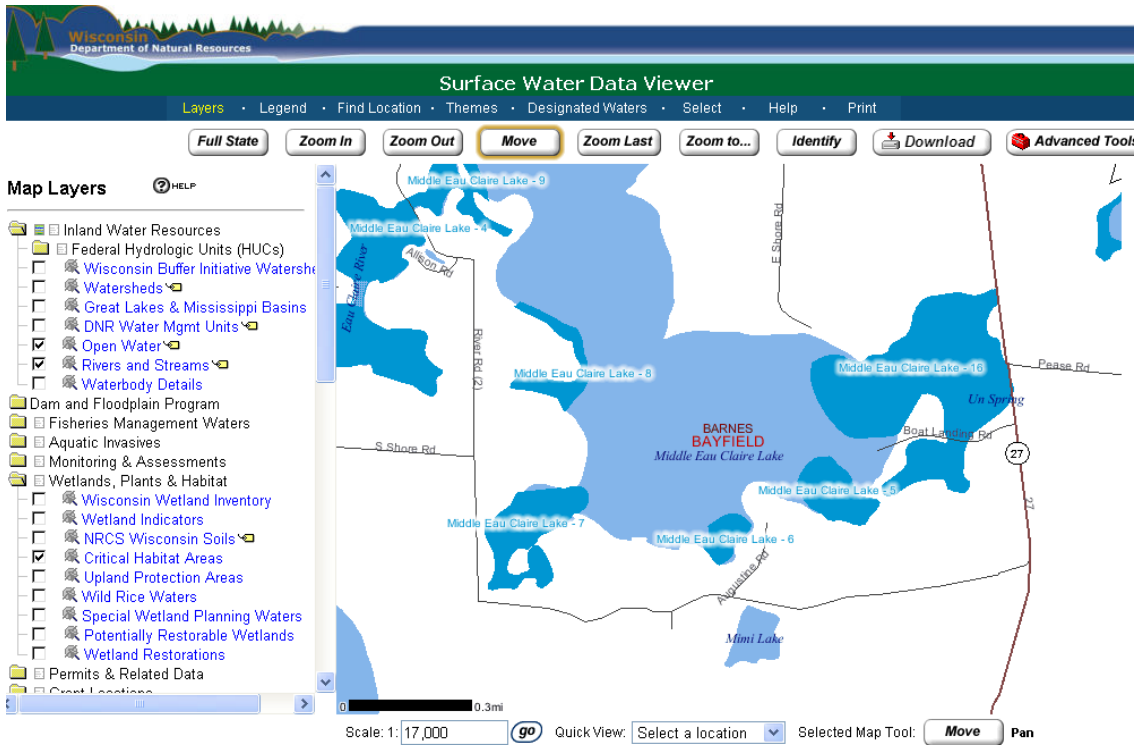 Wisconsin
Department of Natural Resources
Surface Water Data Viewer
Layers · Legend · Find Location · Themes · Designated Waters · Select · Help · Print
Full State Zoom In Zoom Out Move Zoom Last Zoom to... Identify Download Advanced Tools
Map Layers ? HELP
Inland Water Resources
Federal Hydrologic Units (HUCs)
Wisconsin Buffer Initiative Watershe
Watersheds
Great Lakes & Mississippi Basins
DNR Water Mgmt Units
Open Water
Rivers and Streams
Waterbody Details
Dam and Floodplain Program
Fisheries Management Waters
Aquatic Invasives
Monitoring & Assessments
Wetlands, Plants & Habitat
Wisconsin Wetland Inventory
Wetland Indicators
NRCS Wisconsin Soils
Critical Habitat Areas
Upland Protection Areas
Wild Rice Waters
Special Wetland Planning Waters
Potentially Restorable Wetlands
Wetland Restorations
Permits & Related Data
Grant Locations
Middle Eau Claire Lake - 9
Middle Eau Claire Lake - 4
Allison Rd
Eau Claire River
E Shore Rd
River Rd (2)
Middle Eau Claire Lake - 8
Middle Eau Claire Lake - 16
Pease Rd
Un Spring
BARNES
BAYFIELD
Middle Eau Claire Lake
Boat Landing Rd
S Shore Rd
27
27
Middle Eau Claire Lake - 5
Middle Eau Claire Lake - 7
Middle Eau Claire Lake - 6
Augustine Rd
Mimi Lake
0 0.3mi
Scale: 1: 17,000 go Quick View: Select a location Selected Map Tool: Move Pan